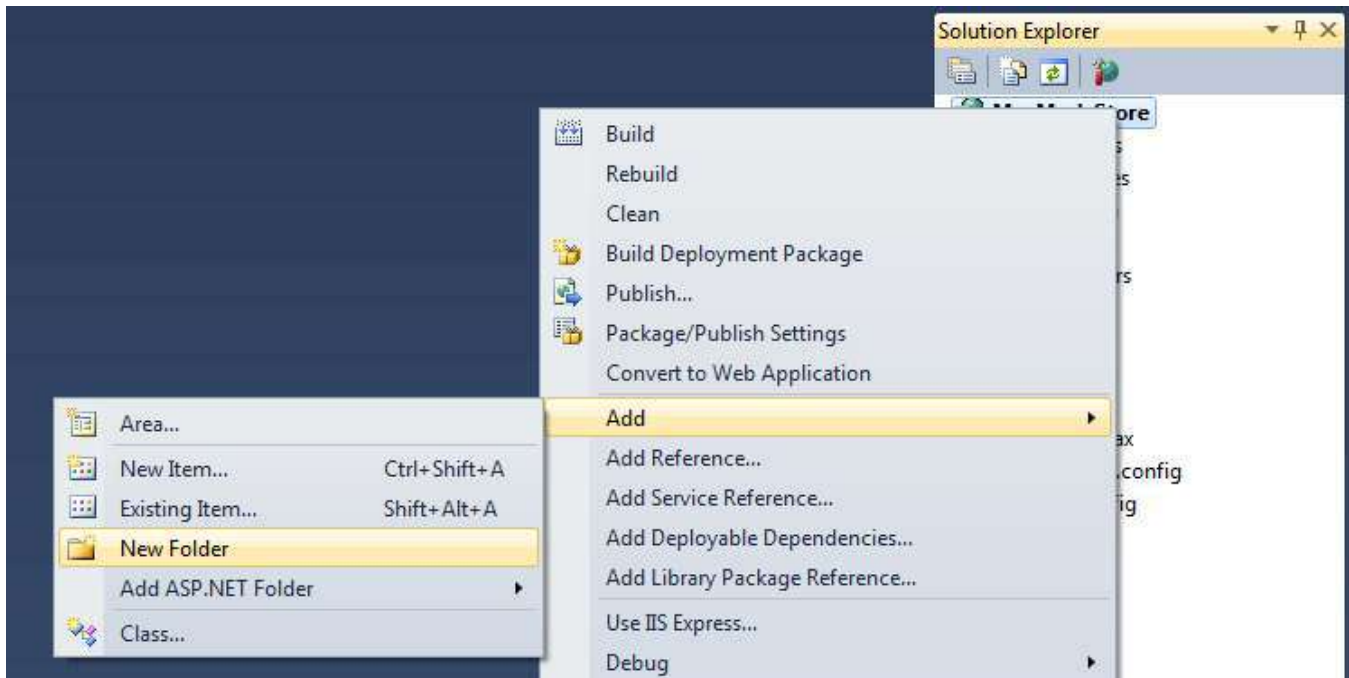 Solution Explorer
Build
Rebuild
Clean
Build Deployment Package
Publish...
Package/Publish Settings
Convert to Web Application
Add
Add Reference...
Add Service Reference...
Add Deployable Dependencies...
Add Library Package Reference...
Use IIS Express...
Debug
Area...
New Item... Ctrl+Shift+A
Existing Item... Shift+Alt+A
New Folder
Add ASP.NET Folder
Class...
.config